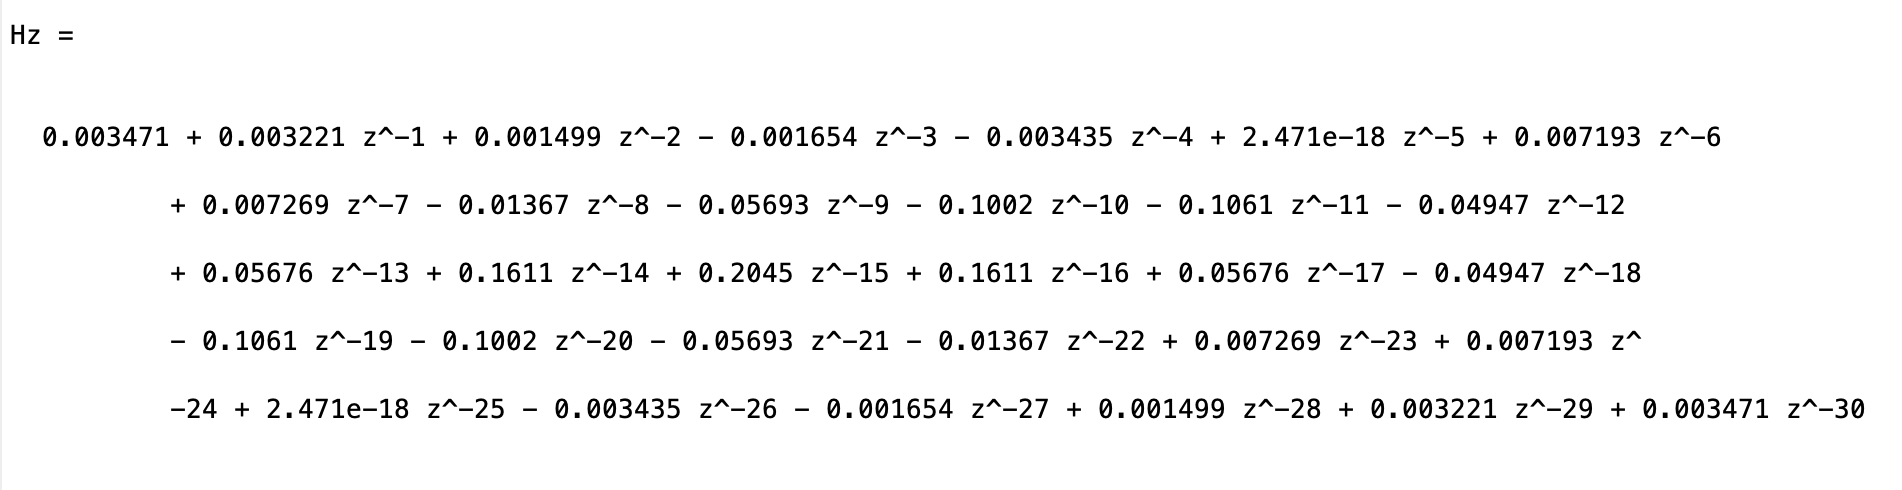 Hz =
0.003471 + 0.003221 z^-1 + 0.001499 z^-2 - 0.001654 z^-3 - 0.003435 z^-4 + 2.471e-18 z^-5 + 0.007193 z^-6
+ 0.007269 z^-7 - 0.01367 z^-8 - 0.05693 z^-9 - 0.1002 z^-10 - 0.1061 z^-11 - 0.04947 z^-12
+ 0.05676 z^-13 + 0.1611 z^-14 + 0.2045 z^-15 + 0.1611 z^-16 + 0.05676 z^-17 - 0.04947 z^-18
- 0.1061 z^-19 - 0.1002 z^-20 - 0.05693 z^-21 - 0.01367 z^-22 + 0.007269 z^-23 + 0.007193 z^
-24 + 2.471e-18 z^-25 - 0.003435 z^-26 - 0.001654 z^-27 + 0.001499 z^-28 + 0.003221 z^-29 + 0.003471 z^-30